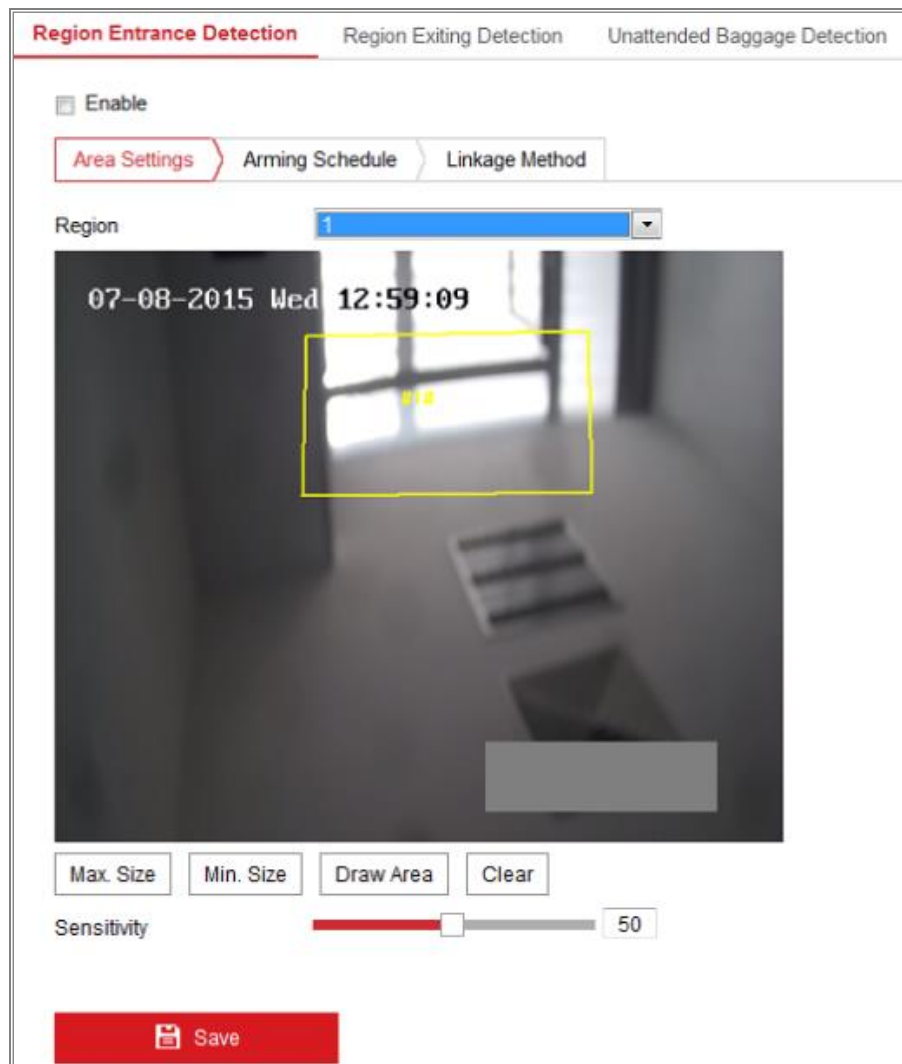 Region Entrance Detection Region Exiting Detection Unattended Baggage Detection
Enable
Area Settings Arming Schedule Linkage Method
Region 1
07-08-2015 Wed 12:59:09
#1#
Max. Size Min. Size Draw Area Clear
Sensitivity 50
Save